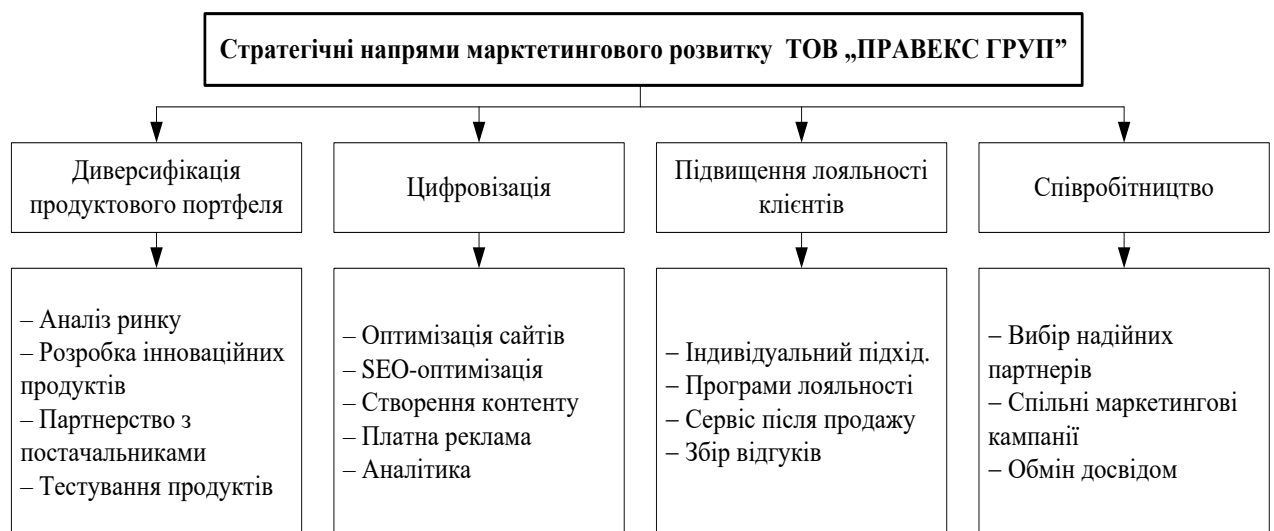 Стратегічні напрями марктетингового розвитку ТОВ „ПРАВЕКС ГРУП”
Диверсифікація
продуктового портфеля
Цифровізація
Підвищення лояльності
клієнтів
Співробітництво
– Аналіз ринку
– Розробка інноваційних
продуктів
– Партнерство з
постачальниками
– Тестування продуктів
– Оптимізація сайтів
– SEO-оптимізація
– Створення контенту
– Платна реклама
– Аналітика
– Індивідуальний підхід.
– Програми лояльності
– Сервіс після продажу
– Збір відгуків
– Вибір надійних
партнерів
– Спільні маркетингові
кампанії
– Обмін досвідом